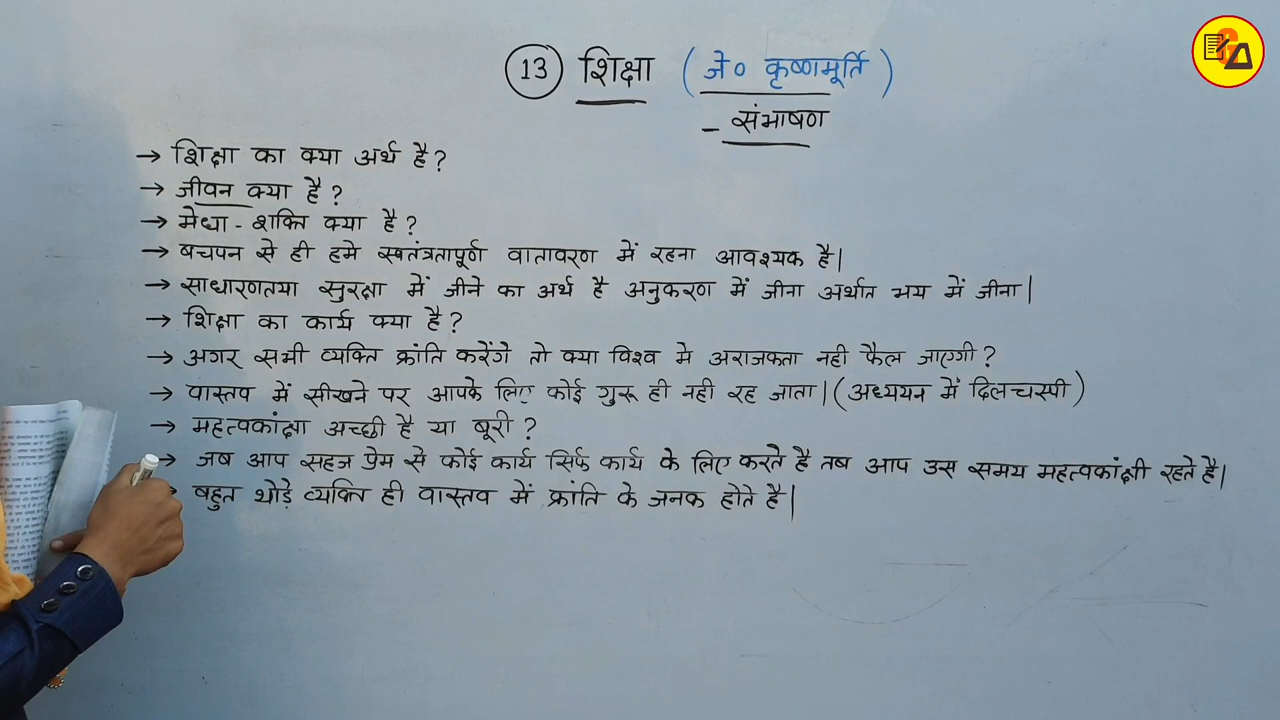 13 शिक्षा (जे० कृष्णमूर्ति)
- संभाषण
→ शिक्षा का क्या अर्थ है?
→ जीवन क्या है?
→ मेधा - शक्ति क्या है?
→ बचपन से ही हमे स्वतंत्रतापूर्ण वातावरण में रहना आवश्यक है|
→ साधारणतया सुरक्षा में जीने का अर्थ है अनुकरण में जीना अर्थात भय में जीना|
→ शिक्षा का कार्य क्या है?
→ अगर सभी व्यक्ति क्रांति करेंगे तो क्या विश्व मे अराजकता नही फैल जाएगी?
→ वास्तव में सीखने पर आपके लिए कोई गुरू ही नही रह जाता| (अध्ययन में दिलचस्पी)
→ महत्वकांक्षा अच्छी है या बूरी?
→ जब आप सहज प्रेम से कोई कार्य सिर्फ कार्य के लिए करते है तब आप उस समय महत्वकांक्षी रहते है|
बहुत थोड़े व्यक्ति ही वास्तव में क्रांति के जनक होते है|